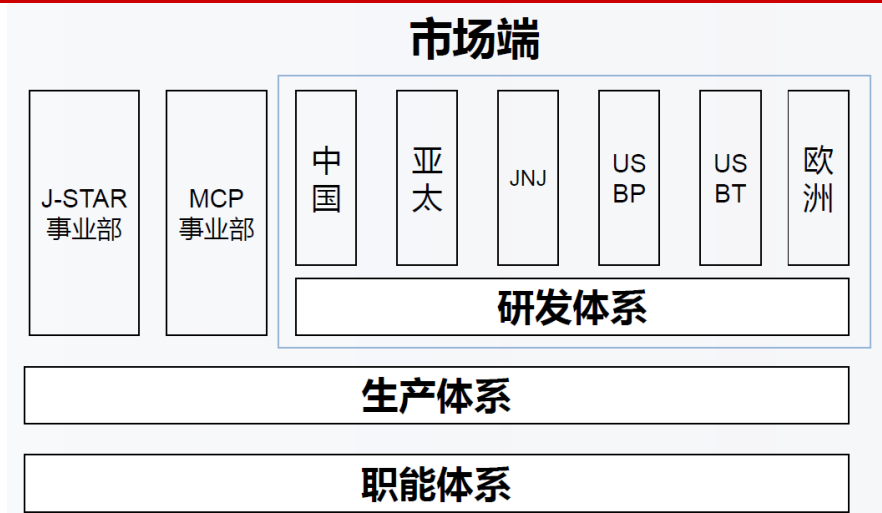 市场端
J-STAR
事业部
MCP
事业部
中
国
亚
太
JNJ
US
BP
US
BT
欧
洲
研发体系
生产体系
职能体系